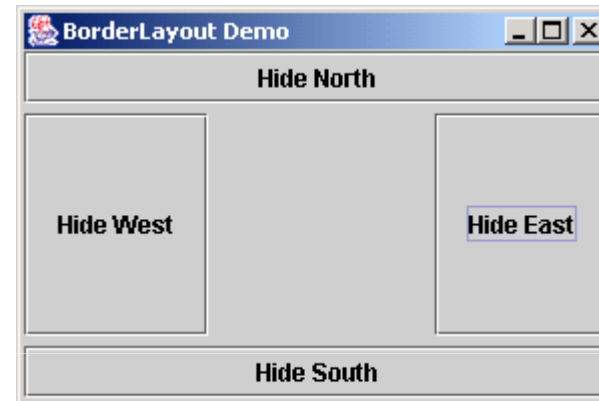 BorderLayout Demo
Hide North
Hide West
Hide East
Hide South